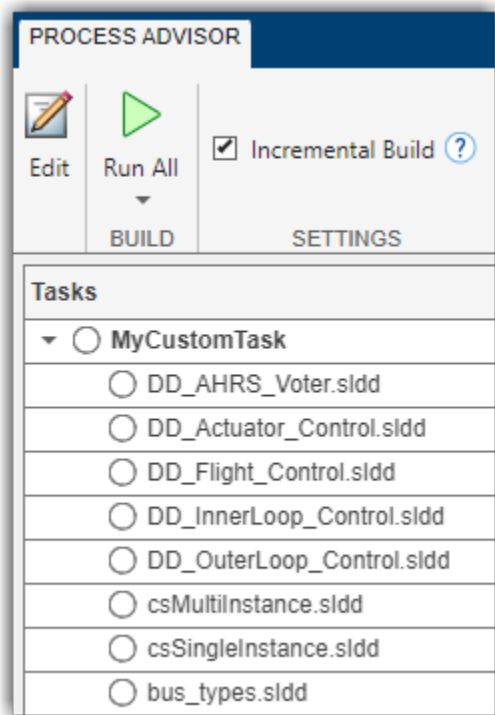 PROCESS ADVISOR
Edit
Run All
Incremental Build ?
BUILD
SETTINGS
Tasks
MyCustomTask
DD_AHRS_Voter.sldd
DD_Actuator_Control.sldd
DD_Flight_Control.sldd
DD_InnerLoop_Control.sldd
DD_OuterLoop_Control.sldd
csMultiInstance.sldd
csSingleInstance.sldd
bus_types.sldd